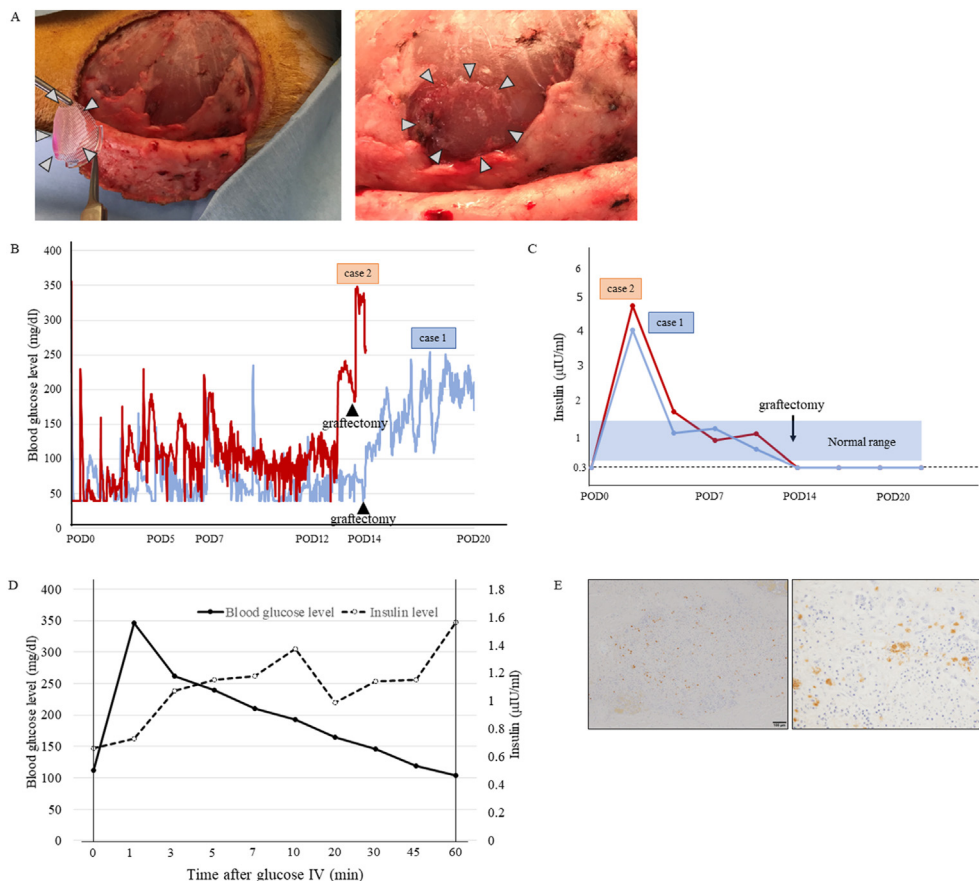 A
B
400
350
300
250
200
150
100
50
0
Blood glucose level (mg/dl)
case 2
case 1
graftectomy
graftectomy
POD0 POD5 POD7 POD12 POD14 POD20
C
6
5
4
3
2
1
0.3
Insulin (μIU/ml)
case 2
case 1
graftectomy
Normal range
POD0 POD7 POD14 POD20
D
400
350
300
250
200
150
100
50
0
Blood glucose level (mg/dl)
Blood glucose level Insulin level
1.8
1.6
1.4
1.2
1
0.8
0.6
0.4
0.2
0
Insulin (μIU/ml)
0 1 3 5 7 10 20 30 45 60
Time after glucose IV (min)
E